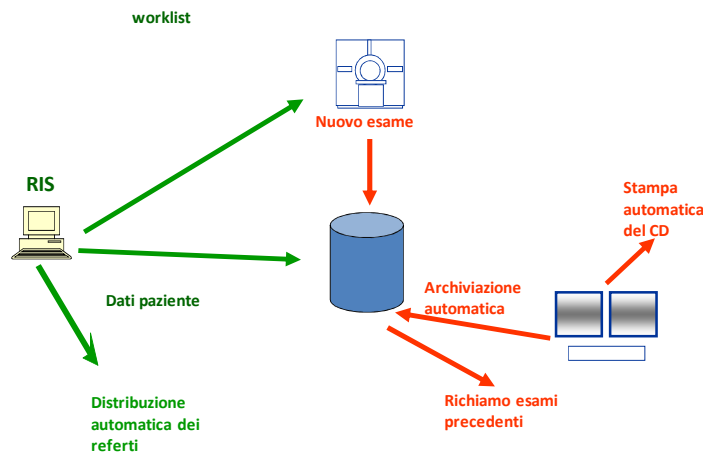 worklist
Nuovo esame
RIS
Stampa
automatica
del CD
Archiviazione
automatica
Dati paziente
Richiamo esami
precedenti
Distribuzione
automatica dei
referti